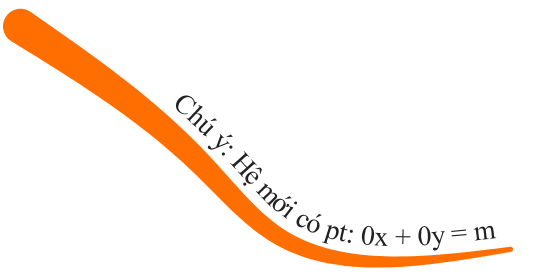 Chú ý: Hệ mới có pt: 0x + 0y = m